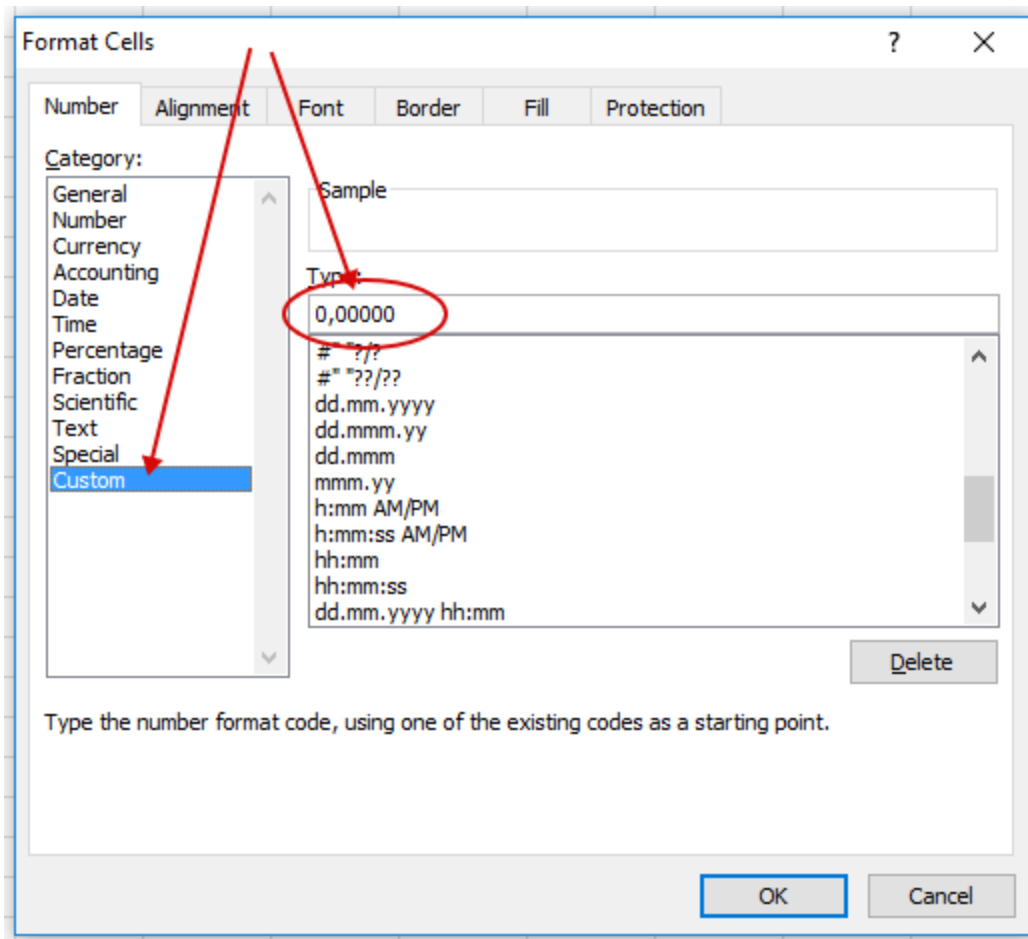 Format Cells ? ×
Number Alignment Font Border Fill Protection
Category:
General
Number
Currency
Accounting
Date
Time
Percentage
Fraction
Scientific
Text
Special
Custom
Sample
Type:
0,00000
#" "?/?
#" "??/??
dd.mm.yyyy
dd.mmm.yy
dd.mmm
mmm.yy
h:mm AM/PM
h:mm:ss AM/PM
hh:mm
hh:mm:ss
dd.mm.yyyy hh:mm
Delete
Type the number format code, using one of the existing codes as a starting point.
OK Cancel